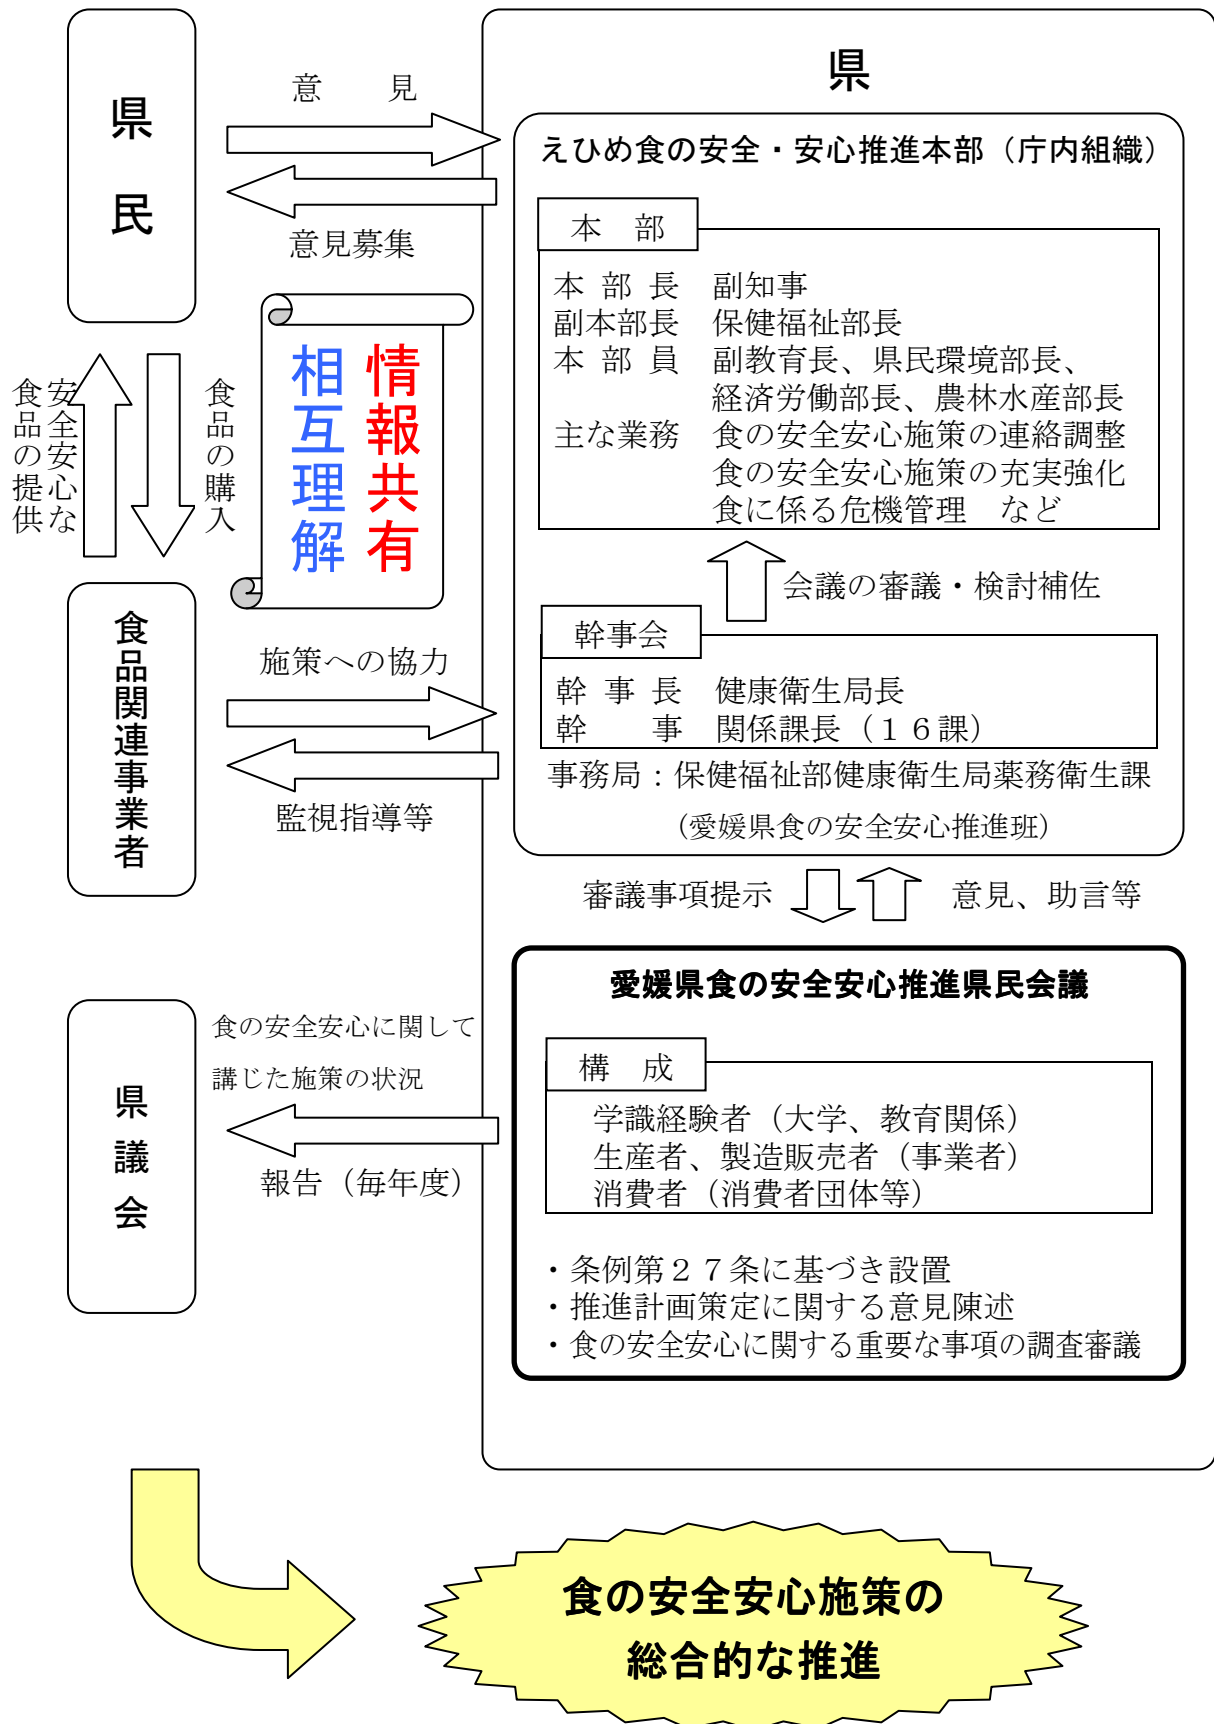 県民
意　見
意見募集
情報共有
相互理解
安全安心な
食品の提供
食品の購入
食品関連事業者
施策への協力
監視指導等
県議会
食の安全安心に関して
講じた施策の状況
報告（毎年度）
県
えひめ食の安全・安心推進本部（庁内組織）
本　部
本 部 長　副知事
副本部長　保健福祉部長
本 部 員　副教育長、県民環境部長、
経済労働部長、農林水産部長
主な業務　食の安全安心施策の連絡調整
食の安全安心施策の充実強化
食に係る危機管理　など
会議の審議・検討補佐
幹事会
幹 事 長　健康衛生局長
幹　　事　関係課長（１６課）
事務局：保健福祉部健康衛生局薬務衛生課
（愛媛県食の安全安心推進班）
審議事項提示
意見、助言等
愛媛県食の安全安心推進県民会議
構　成
学識経験者（大学、教育関係）
生産者、製造販売者（事業者）
消費者（消費者団体等）
・条例第２７条に基づき設置
・推進計画策定に関する意見陳述
・食の安全安心に関する重要な事項の調査審議
食の安全安心施策の
総合的な推進